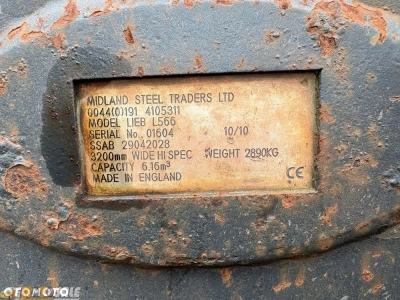 MIDLAND STEEL TRADERS LTD
0044(0)191 4105311
MODEL LIEB L566
SERIAL No. 01604 10/10
SSAB 29042028
3200mm WIDE HI SPEC WEIGHT 2890KG
CAPACITY 6.16m³
MADE IN ENGLAND CE
OTOMOTO